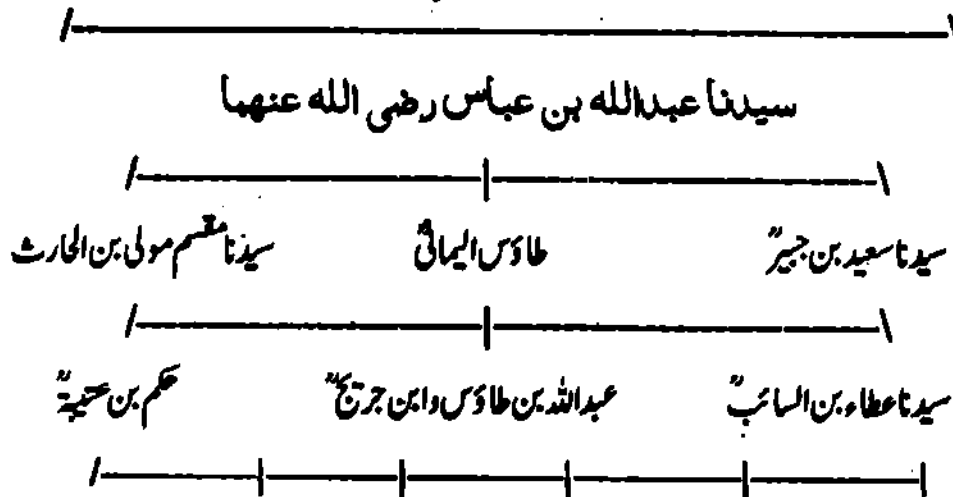 سیدنا عبداللہ بن عباس رضی اللہ عنہما
سیدنا سعید بن جبیرؒ طاؤس الیمانیؒ سیدنا مقسم مولی بن الحارث
سیدنا عطاء بن السائبؒ عبداللہ بن طاؤس وابن جریجؒ حکم بن عتیبہؒ